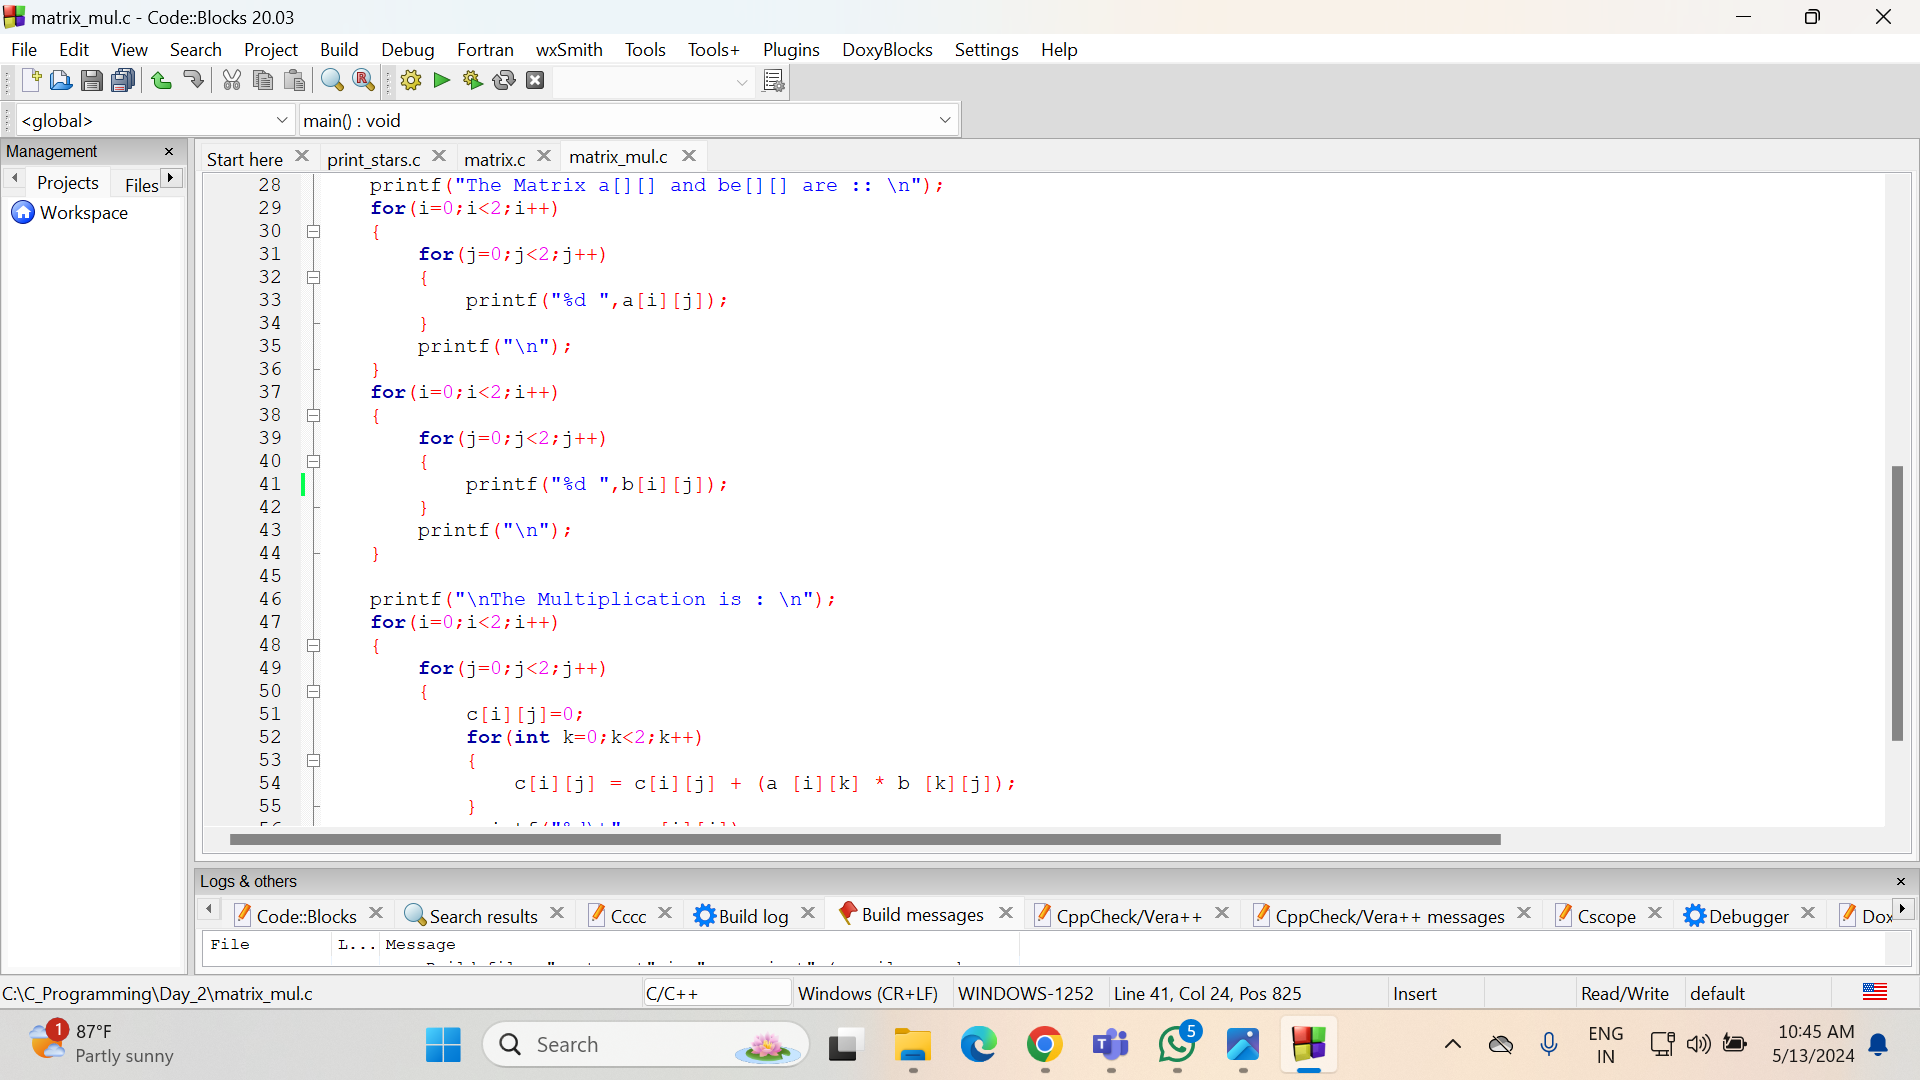 matrix_mul.c - Code::Blocks 20.03
File Edit View Search Project Build Debug Fortran wxSmith Tools Tools+ Plugins DoxyBlocks Settings Help
<global> main() : void
Management
Projects Files
Workspace
Start here print_stars.c matrix.c matrix_mul.c
28 printf("The Matrix a[][] and be[][] are :: \n");
29 for(i=0;i<2;i++)
30 {
31 for(j=0;j<2;j++)
32 {
33 printf("%d ",a[i][j]);
34 }
35 printf("\n");
36 }
37 for(i=0;i<2;i++)
38 {
39 for(j=0;j<2;j++)
40 {
41 printf("%d ",b[i][j]);
42 }
43 printf("\n");
44 }
45
46 printf("\nThe Multiplication is : \n");
47 for(i=0;i<2;i++)
48 {
49 for(j=0;j<2;j++)
50 {
51 c[i][j]=0;
52 for(int k=0;k<2;k++)
53 {
54 c[i][j] = c[i][j] + (a [i][k] * b [k][j]);
55 }
Logs & others
Code::Blocks Search results Cccc Build log Build messages CppCheck/Vera++ CppCheck/Vera++ messages Cscope Debugger Dox
File L... Message
C:\C_Programming\Day_2\matrix_mul.c C/C++ Windows (CR+LF) WINDOWS-1252 Line 41, Col 24, Pos 825 Insert Read/Write default
1 87°F
Partly sunny
Search
5
ENG
IN
10:45 AM
5/13/2024